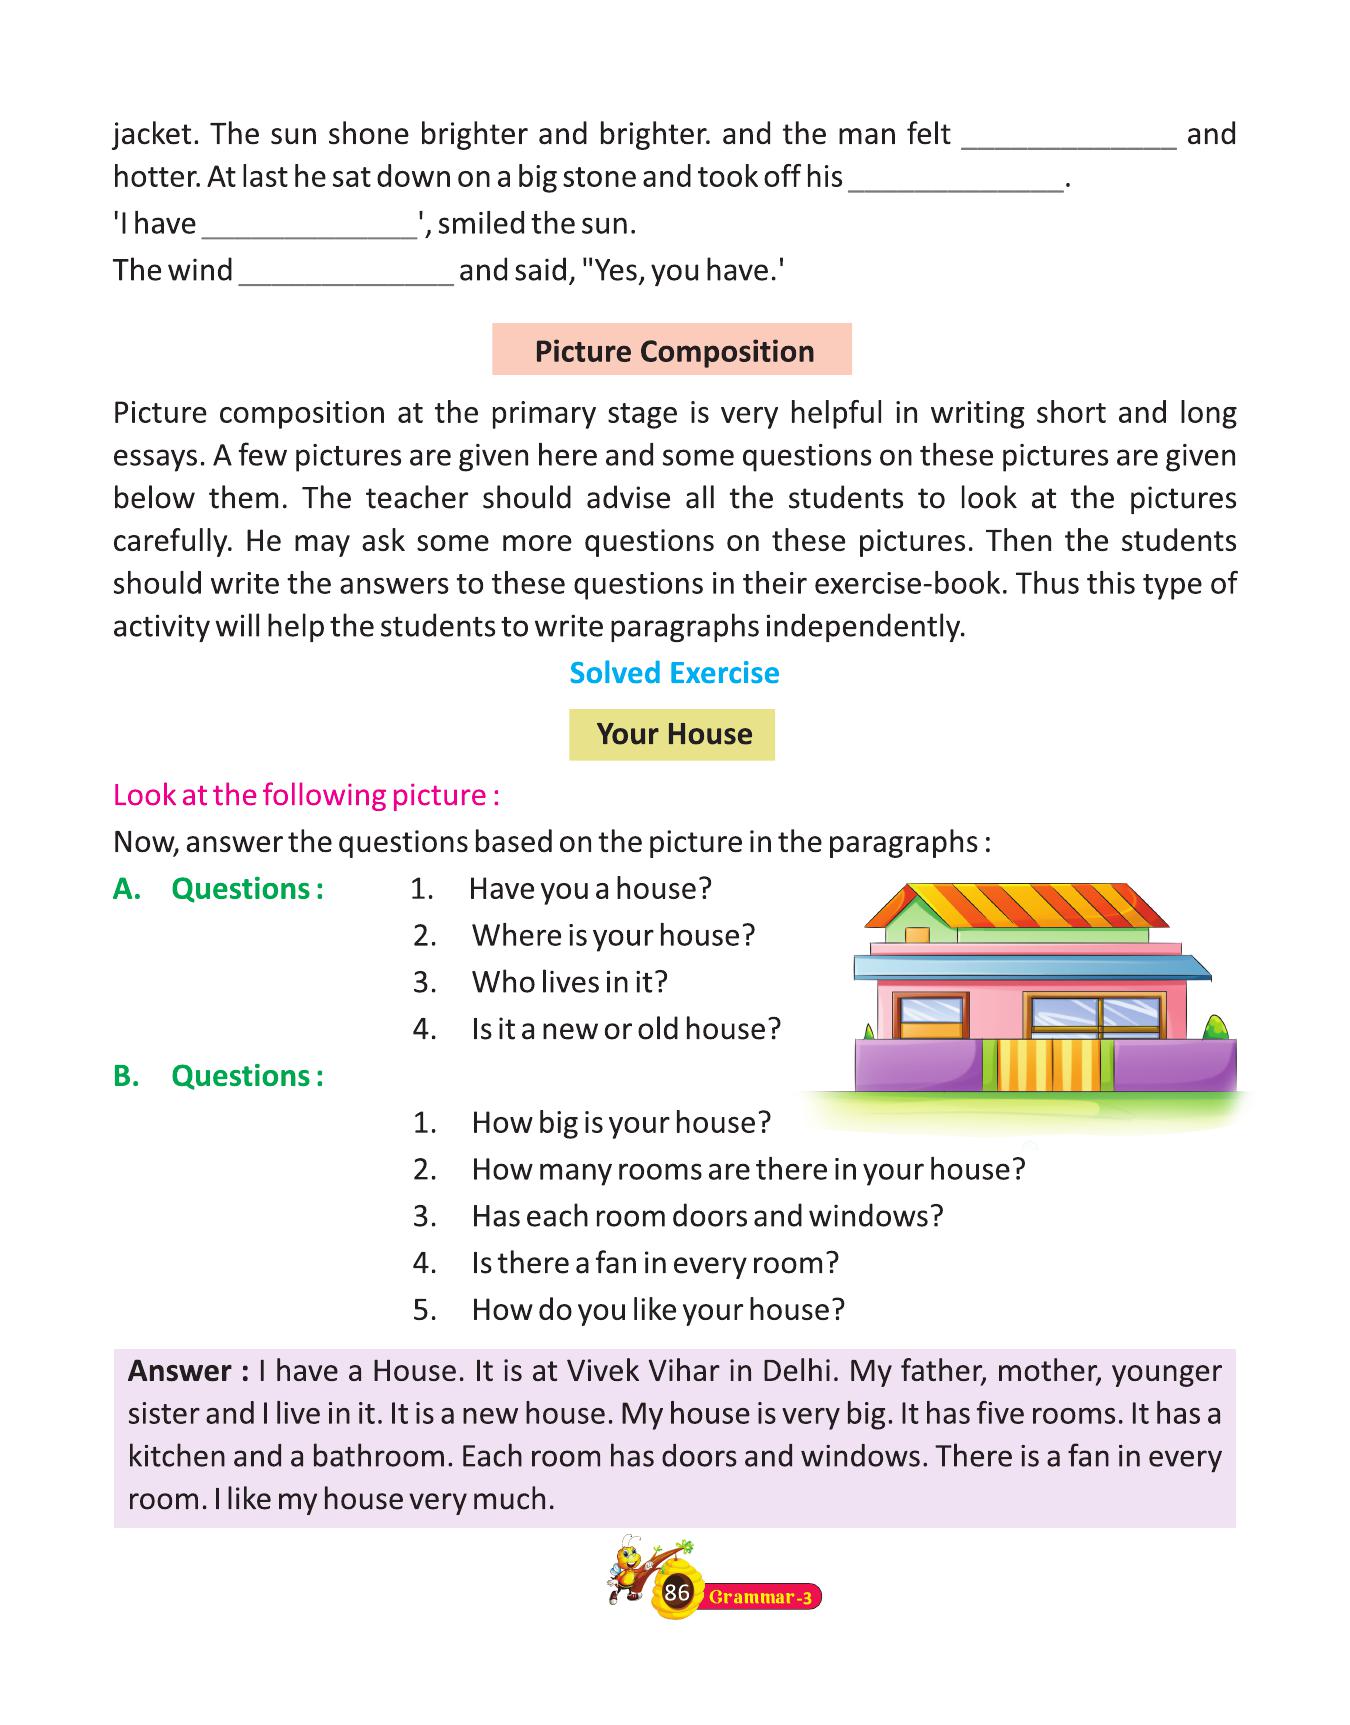 jacket. The sun shone brighter and brighter. and the man felt ______________ and
hotter. At last he sat down on a big stone and took off his ______________.
'I have ______________', smiled the sun.
The wind ______________ and said, "Yes, you have.'
Picture Composition
Picture composition at the primary stage is very helpful in writing short and long
essays. A few pictures are given here and some questions on these pictures are given
below them. The teacher should advise all the students to look at the pictures
carefully. He may ask some more questions on these pictures. Then the students
should write the answers to these questions in their exercise-book. Thus this type of
activity will help the students to write paragraphs independently.
Solved Exercise
Your House
Look at the following picture :
Now, answer the questions based on the picture in the paragraphs :
A. Questions : 1. Have you a house?
2. Where is your house?
3. Who lives in it?
4. Is it a new or old house?
B. Questions :
1. How big is your house?
2. How many rooms are there in your house?
3. Has each room doors and windows?
4. Is there a fan in every room?
5. How do you like your house?
Answer : I have a House. It is at Vivek Vihar in Delhi. My father, mother, younger
sister and I live in it. It is a new house. My house is very big. It has five rooms. It has a
kitchen and a bathroom. Each room has doors and windows. There is a fan in every
room. I like my house very much.
86 Grammar-3